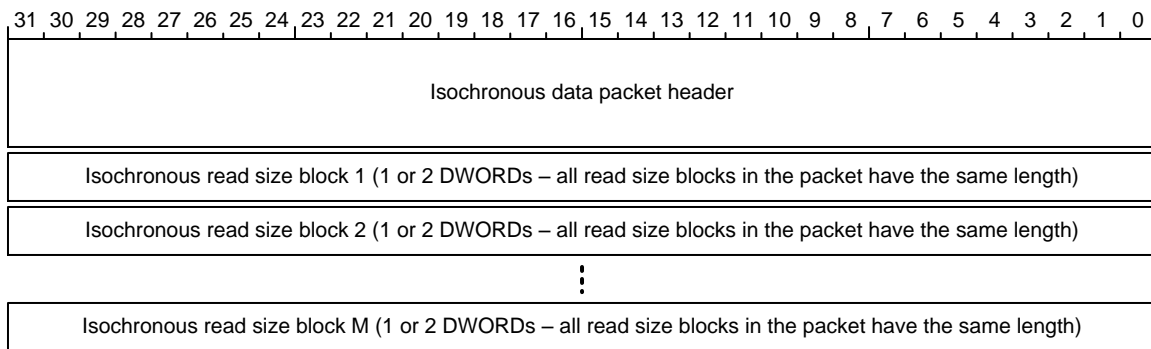 31 30 29 28 27 26 25 24 23 22 21 20 19 18 17 16 15 14 13 12 11 10 9 8 7 6 5 4 3 2 1 0
Isochronous data packet header
Isochronous read size block 1 (1 or 2 DWORDs – all read size blocks in the packet have the same length)
Isochronous read size block 2 (1 or 2 DWORDs – all read size blocks in the packet have the same length)
Isochronous read size block M (1 or 2 DWORDs – all read size blocks in the packet have the same length)